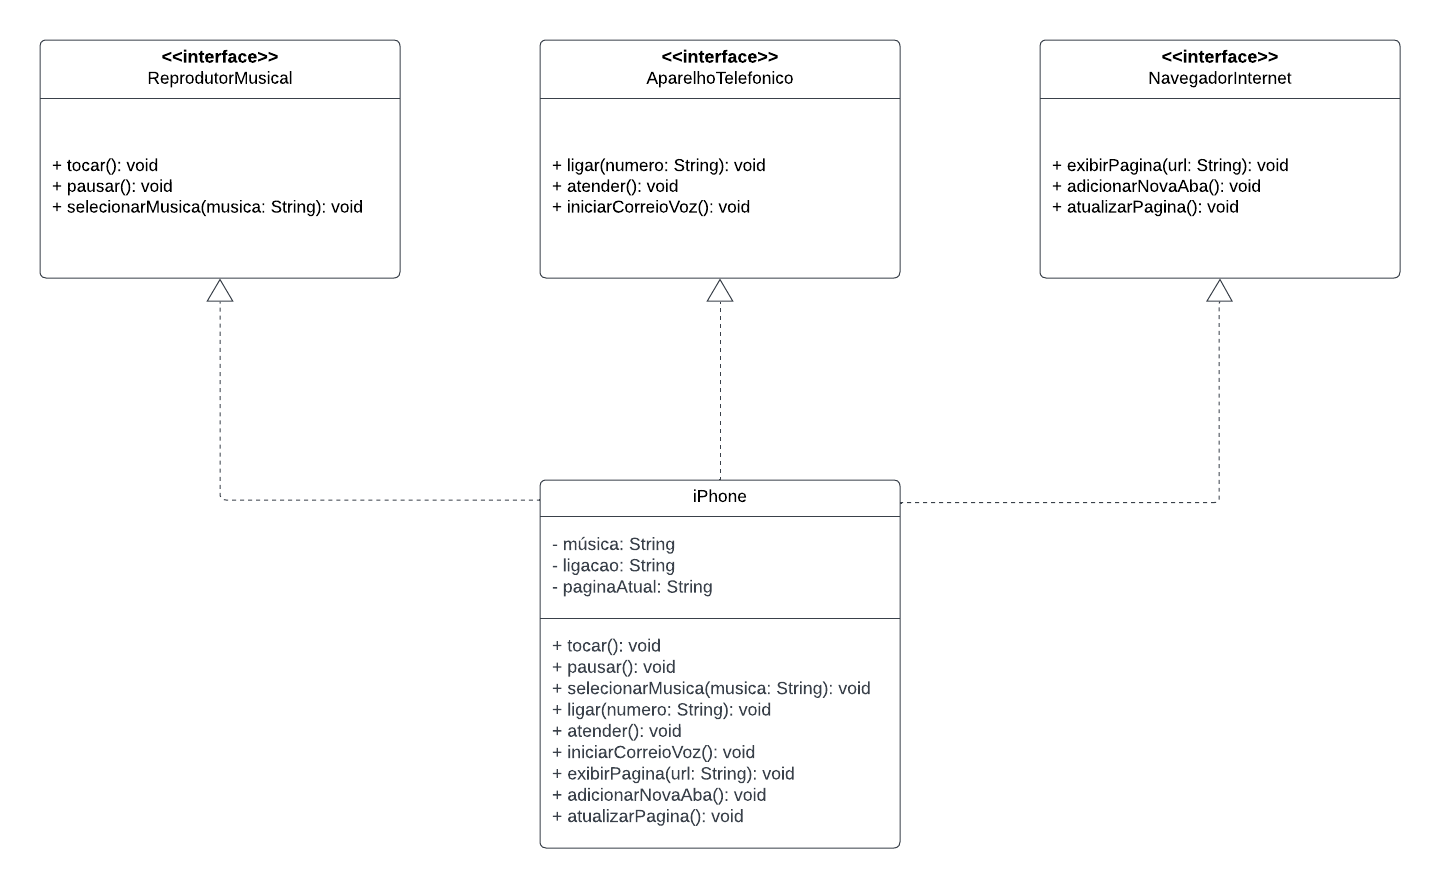 <<interface>>
ReprodutorMusical
+ tocar(): void
+ pausar(): void
+ selecionarMusica(musica: String): void
<<interface>>
AparelhoTelefonico
+ ligar(numero: String): void
+ atender(): void
+ iniciarCorreioVoz(): void
<<interface>>
NavegadorInternet
+ exibirPagina(url: String): void
+ adicionarNovaAba(): void
+ atualizarPagina(): void
iPhone
- música: String
- ligacao: String
- paginaAtual: String
+ tocar(): void
+ pausar(): void
+ selecionarMusica(musica: String): void
+ ligar(numero: String): void
+ atender(): void
+ iniciarCorreioVoz(): void
+ exibirPagina(url: String): void
+ adicionarNovaAba(): void
+ atualizarPagina(): void